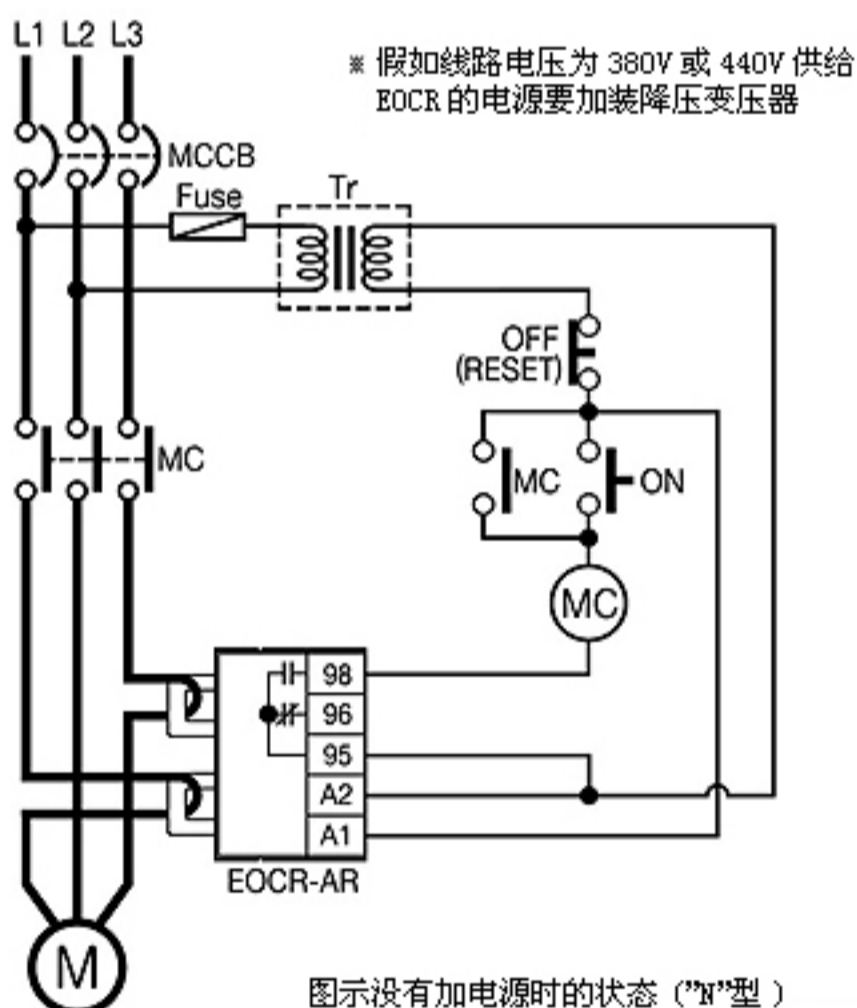 L1 L2 L3
※ 假如线路电压为 380V 或 440V 供给
EOCR 的电源要加装降压变压器
MCCB
Fuse
Tr
OFF
(RESET)
MC
MC
ON
MC
98
96
95
A2
A1
EOCR-AR
M
图示没有加电源时的状态 ("N"型 )